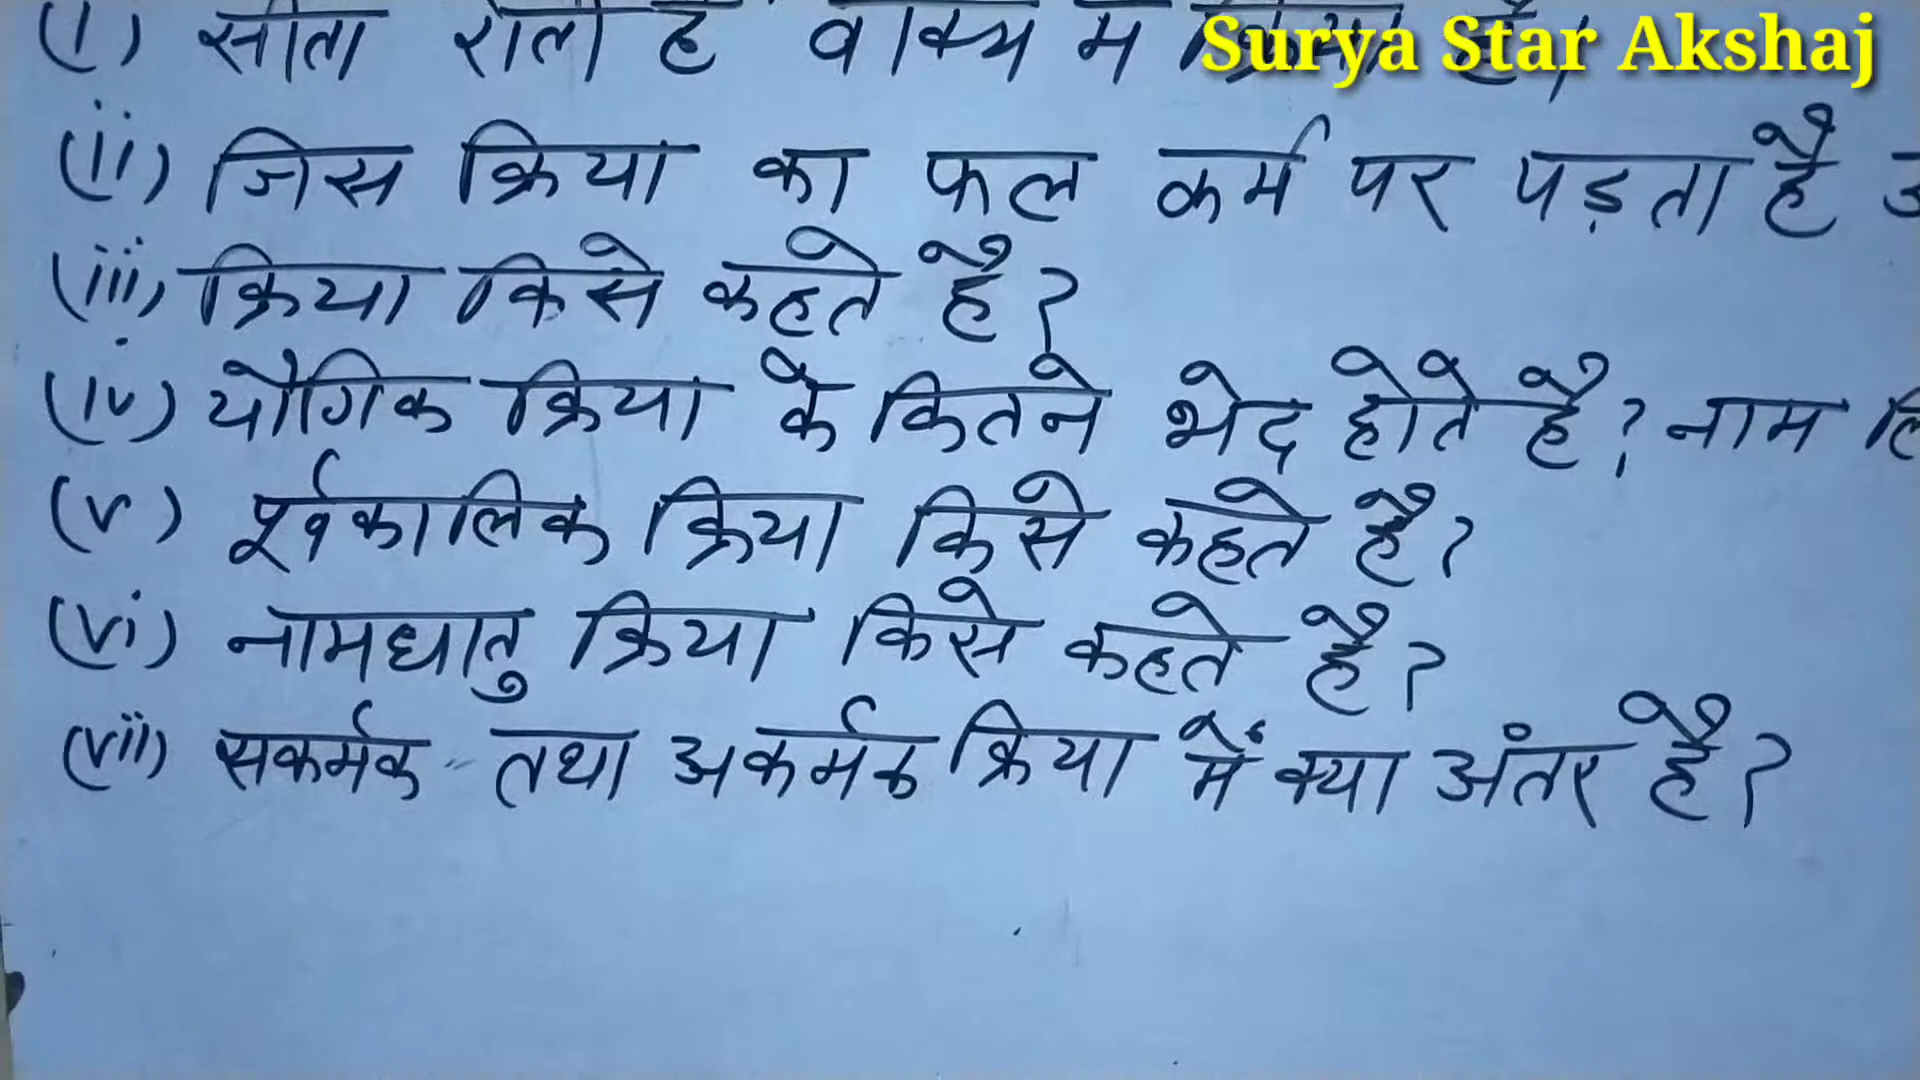 Surya Star Akshaj
(i) सीता रोती है वाक्य में क्रिया है।
(ii) जिस क्रिया का फल कर्म पर पड़ता है
(iii) क्रिया किसे कहते है?
(iv) यौगिक क्रिया के कितने भेद होते है? नाम
(v) पूर्वकालिक क्रिया किसे कहते है?
(vi) नामधातु क्रिया किसे कहते है?
(vii) सकर्मक तथा अकर्मक क्रिया में क्या अंतर है?